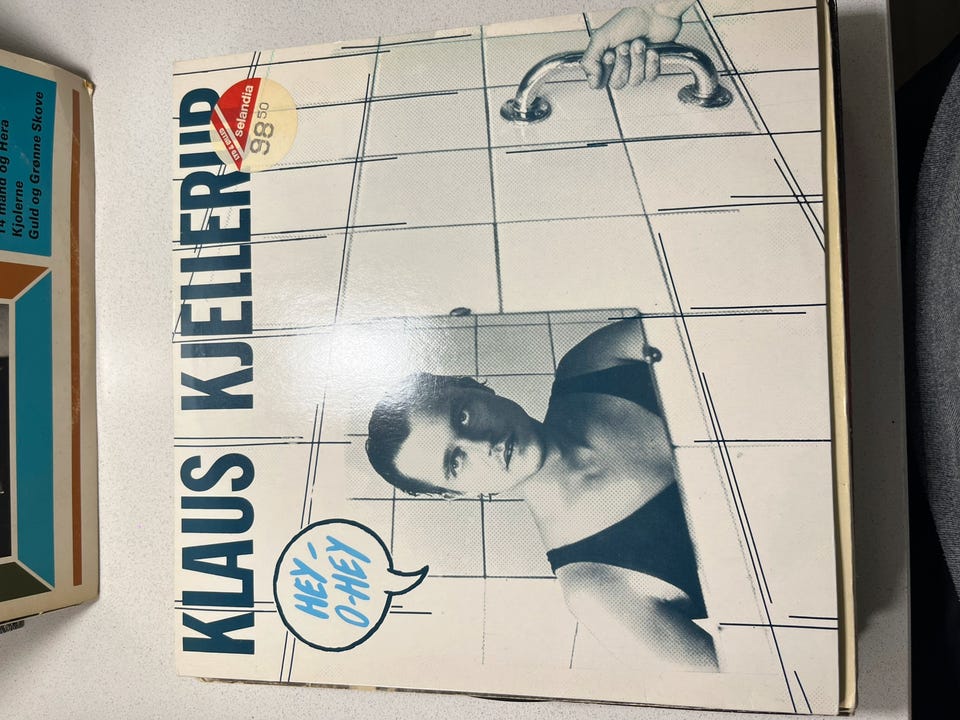 KLAUS KJELLERUP
selandia
98 50
HEY-
O-HEY
14 mand og Hera
Kjolerne
Guld og Grønne Skove